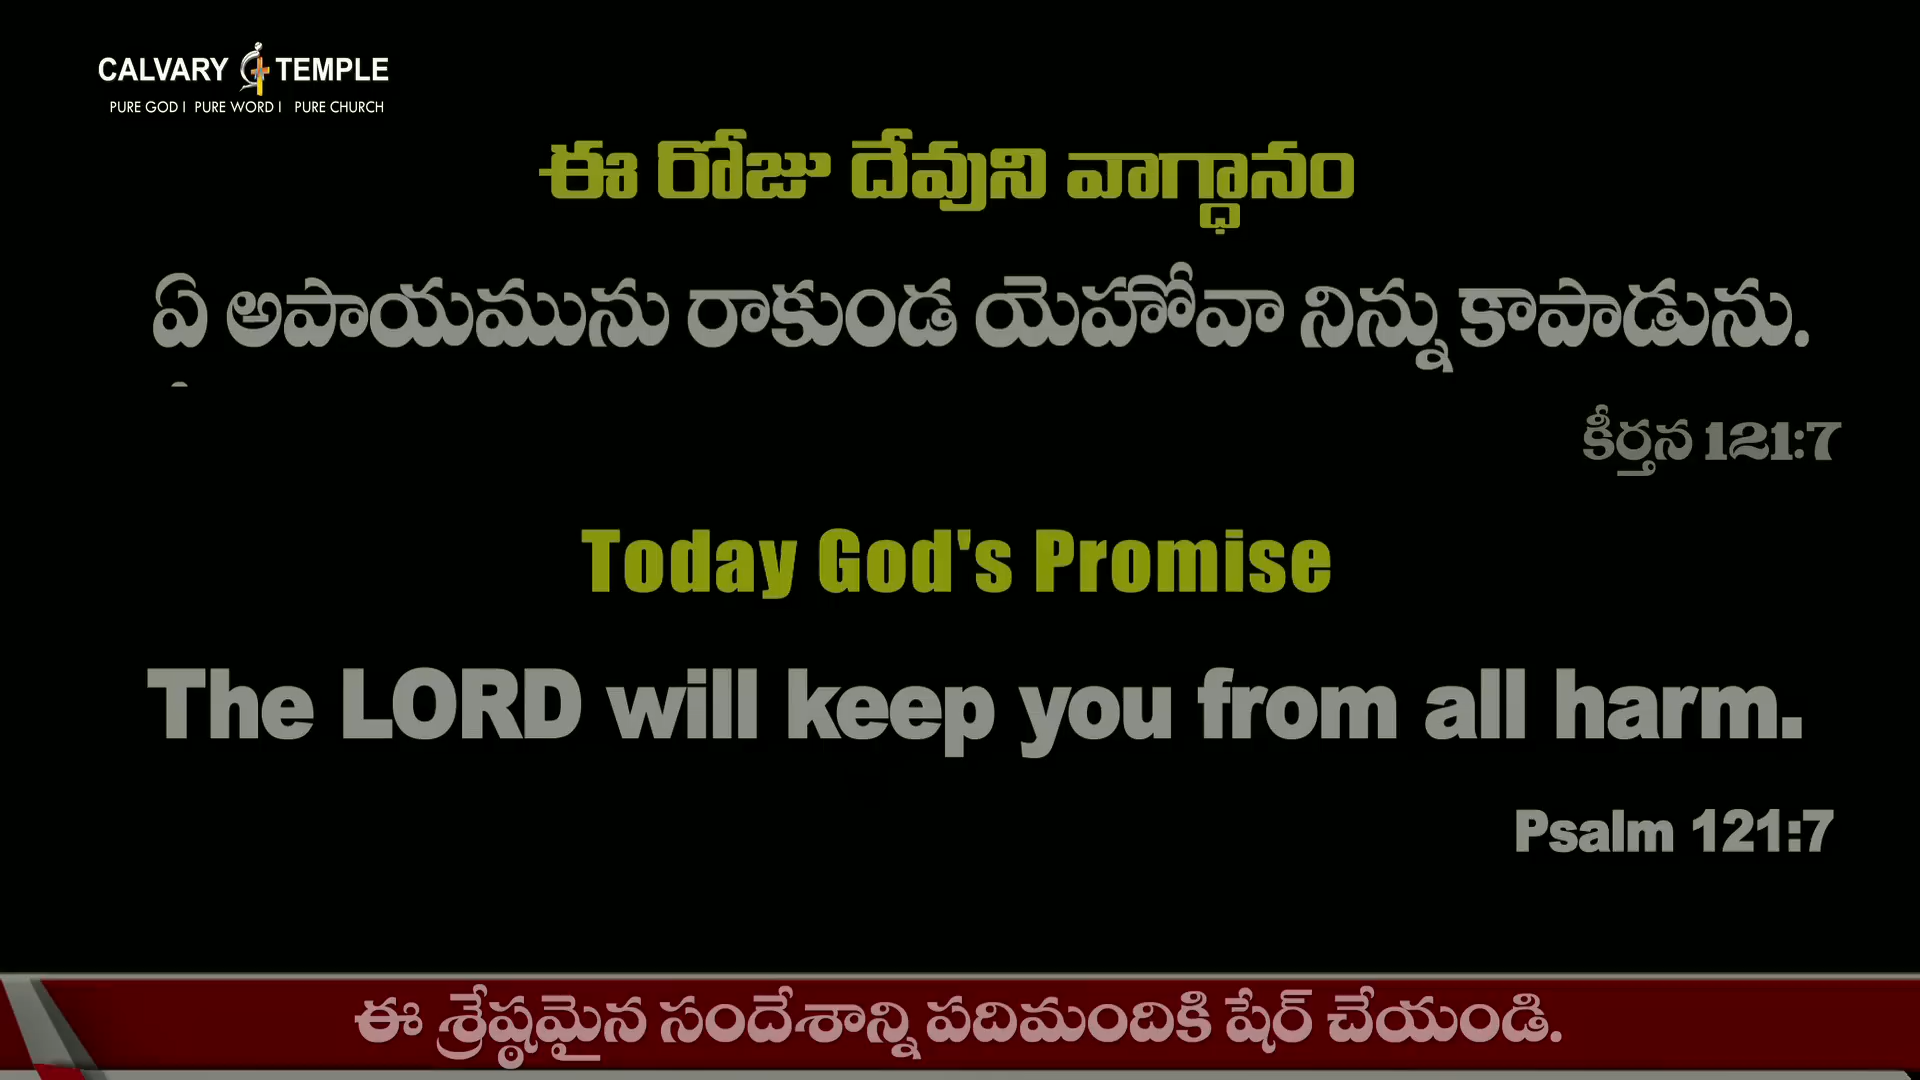 CALVARY TEMPLE
PURE GOD I PURE WORD I PURE CHURCH
ఈ రోజు దేవుని వాగ్ధానం
ఏ అపాయమును రాకుండ యెహోవా నిన్ను కాపాడును.
కీర్తన 121:7
Today God's Promise
The LORD will keep you from all harm.
Psalm 121:7
ఈ శ్రేష్ఠమైన సందేశాన్ని పదిమందికి షేర్ చేయండి.